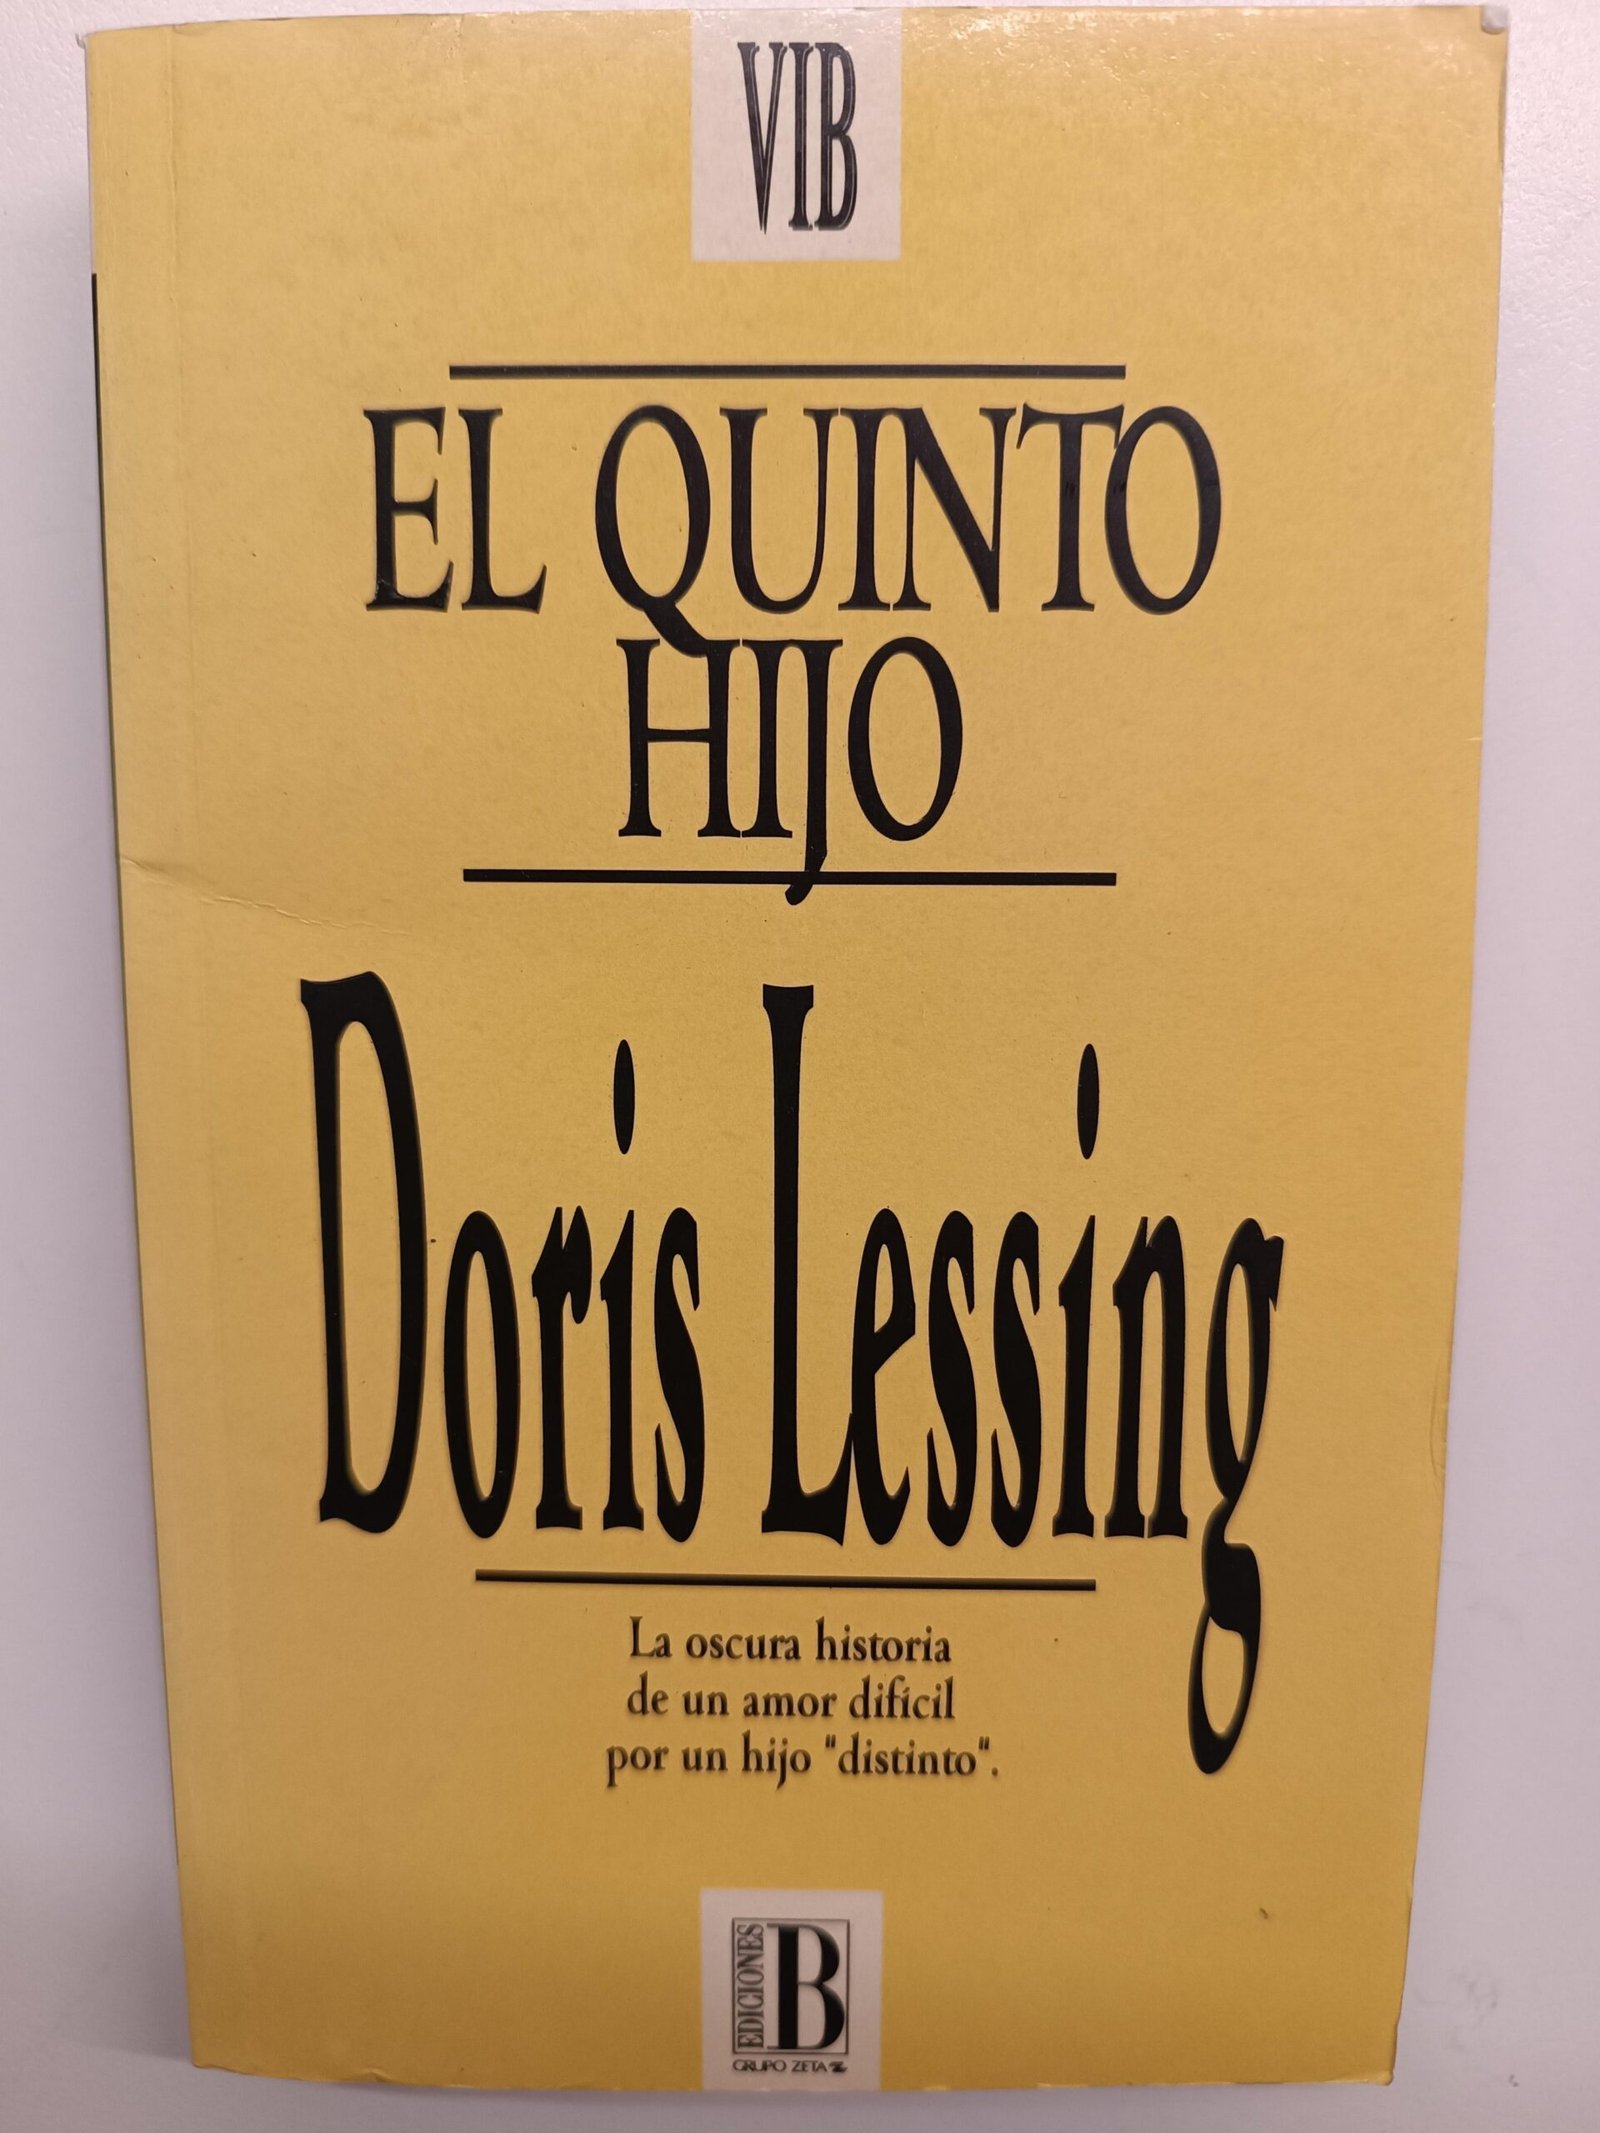 VIB
EL QUINTO
HIJO
Doris Lessing
La oscura historia
de un amor difícil
por un hijo "distinto".
EDICIONES
B
GRUPO ZETA